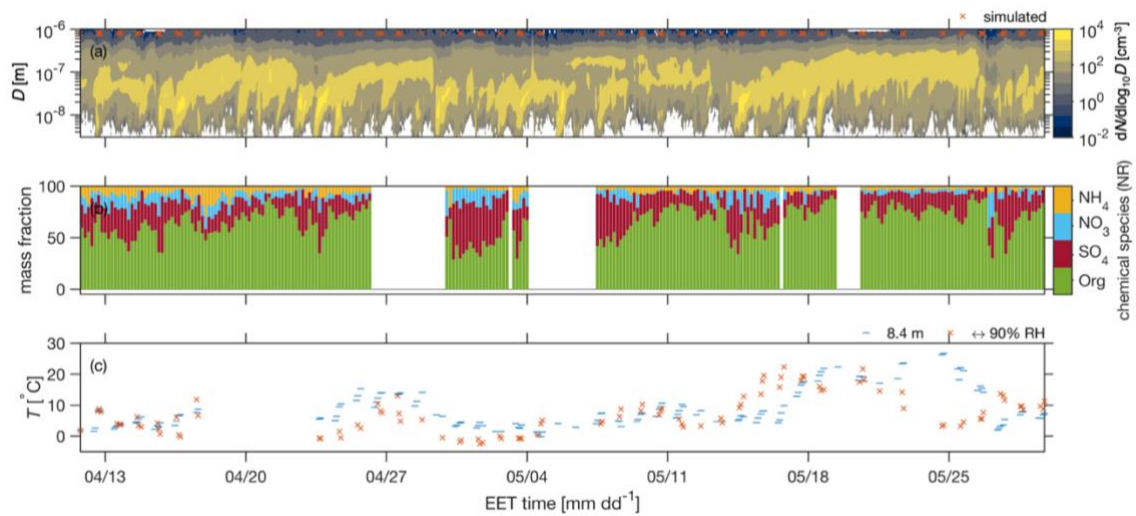 × simulated
(a)
D [m]
10⁻⁶
10⁻⁷
10⁻⁸
10⁴
10²
10⁰
10⁻²
dN/dlog₁₀D [cm⁻³]
(b)
mass fraction
100
50
0
NH₄
NO₃
SO₄
Org
chemical species (NR)
– 8.4 m × ↔ 90% RH
(c)
T [°C]
30
20
10
0
04/13 04/20 04/27 05/04 05/11 05/18 05/25
EET time [mm dd⁻¹]